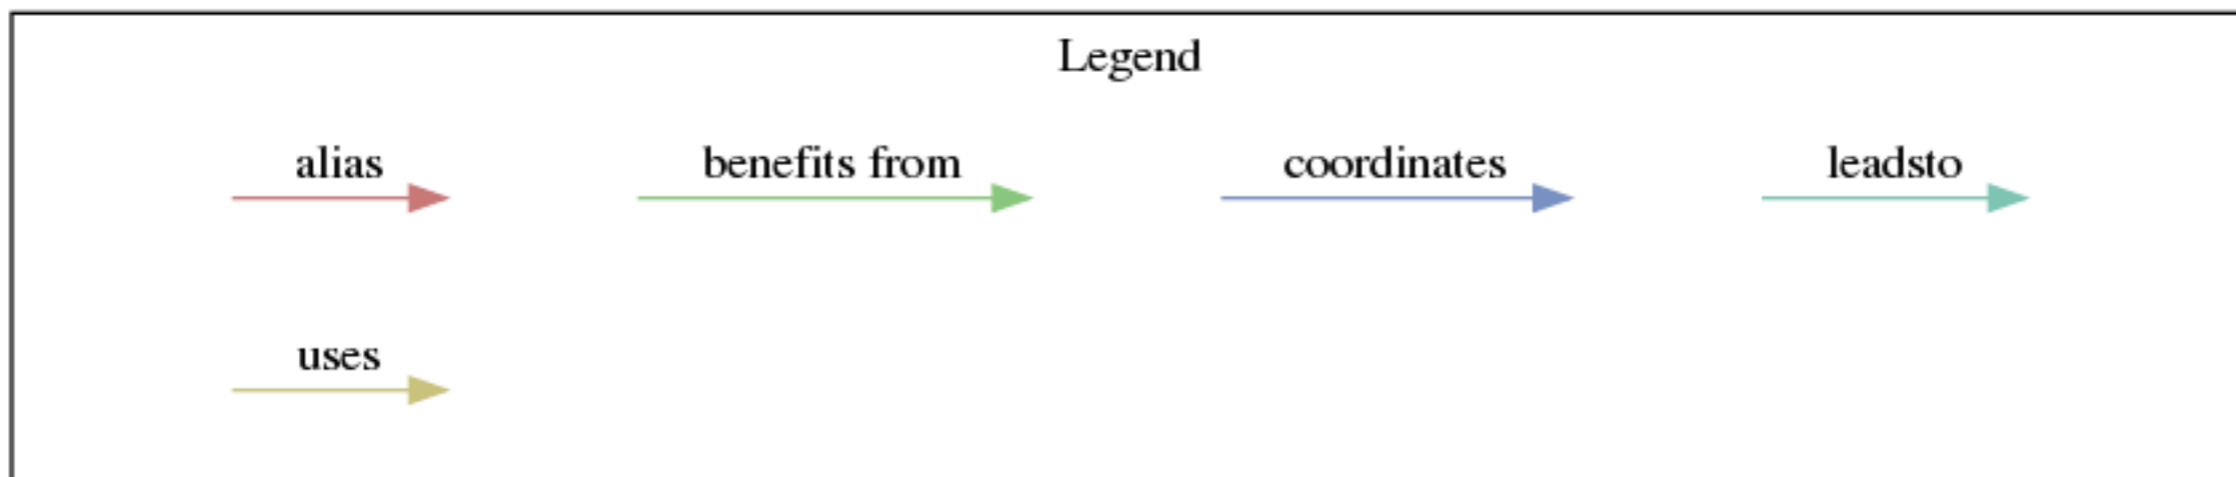 Legend
alias
benefits from
coordinates
leadsto
uses